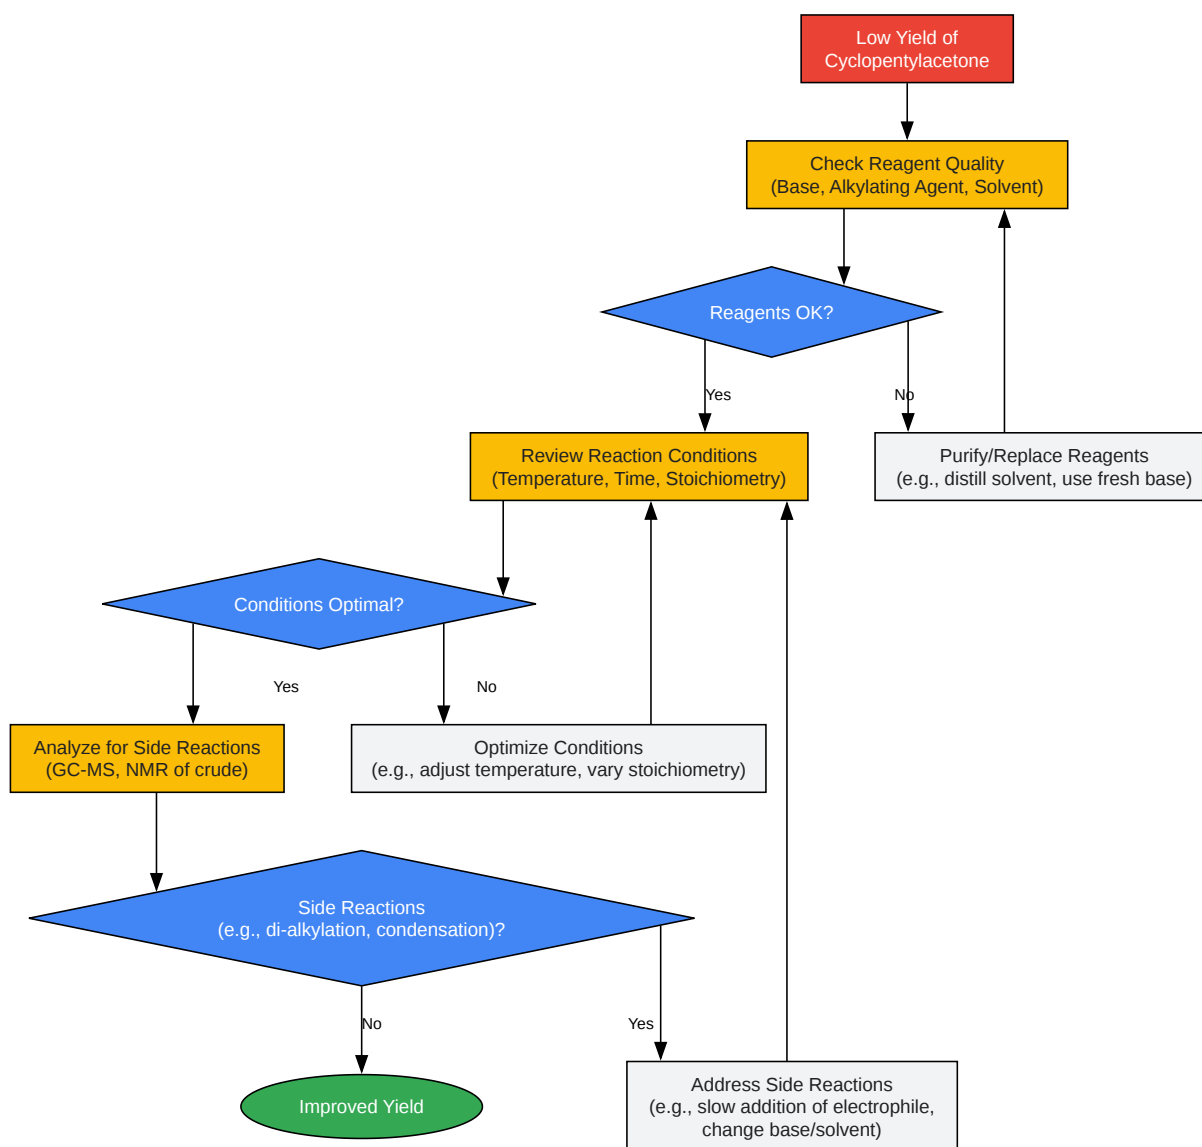 Low Yield of
Cyclopentylacetone
Check Reagent Quality
(Base, Alkylating Agent, Solvent)
Reagents OK?
Yes
No
Review Reaction Conditions
(Temperature, Time, Stoichiometry)
Purify/Replace Reagents
(e.g., distill solvent, use fresh base)
Conditions Optimal?
Yes
No
Analyze for Side Reactions
(GC-MS, NMR of crude)
Optimize Conditions
(e.g., adjust temperature, vary stoichiometry)
Side Reactions
(e.g., di-alkylation, condensation)?
No
Yes
Improved Yield
Address Side Reactions
(e.g., slow addition of electrophile,
change base/solvent)